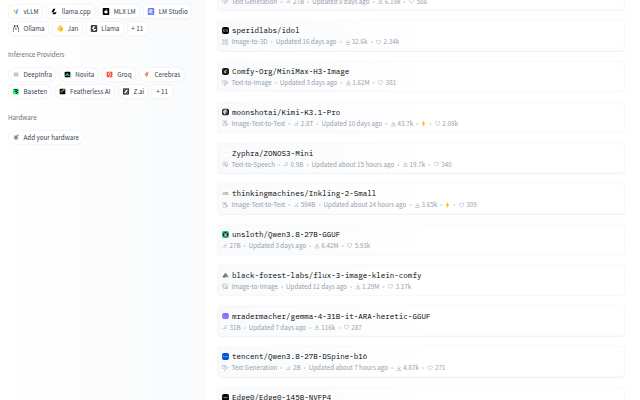 vLLM llama.cpp MLX LM LM Studio
Ollama Jan Llama + 11
Inference Providers
DeepInfra Novita Groq Cerebras
Baseten Featherless AI Z.ai +11
Hardware
Add your hardware
speridlabs/idol
Image-to-3D • Updated 16 days ago • 32.6k • 2.34k
Comfy-Org/MiniMax-H3-Image
Text-to-Image • Updated 3 days ago • 1.62M •
moonshotai/Kimi-K3.1-Pro
Image-Text-to-Text • Updated 10 days ago • 43.7k •
Zyphra/ZONOS3-Mini
Text-to-Speech • 0.9B • Updated about 15 hours ago • 19.7k • 340
thinkingmachines/Inkling-2-Small
Image-Text-to-Text • 594B • Updated about 24 hours ago • 3.65k • 309
unsloth/Qwen3.8-27B-GGUF
27B • Updated 3 days ago • 6.42M • 5.93k
black-forest-labs/flux-3-image-klein-comfy
Image-to-Image • Updated 12 days ago • 1.20M • 3.17k
mradermacher/gemma-4-31B-it-ARA-heretic-GGUF
31B • Updated 7 days ago • 116k • 287
tencent/Qwen3.8-27B-DSpine-b16
Text Generation • 2B • Updated about 7 hours ago • 4.87k • 271
Edge0/Edge0-145B-NVFP4